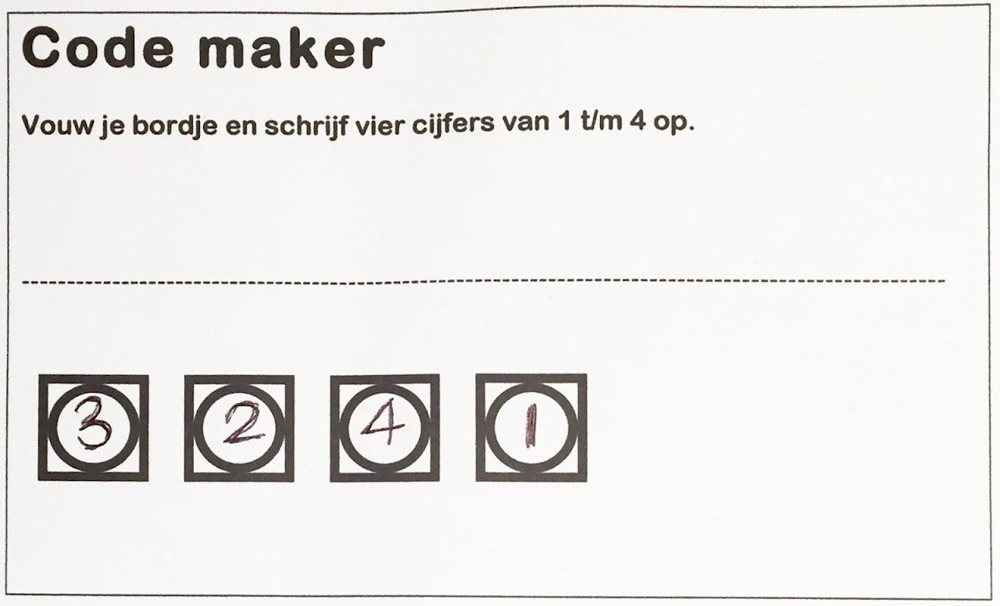 Code maker
Vouw je bordje en schrijf vier cijfers van 1 t/m 4 op.
3 2 4 1